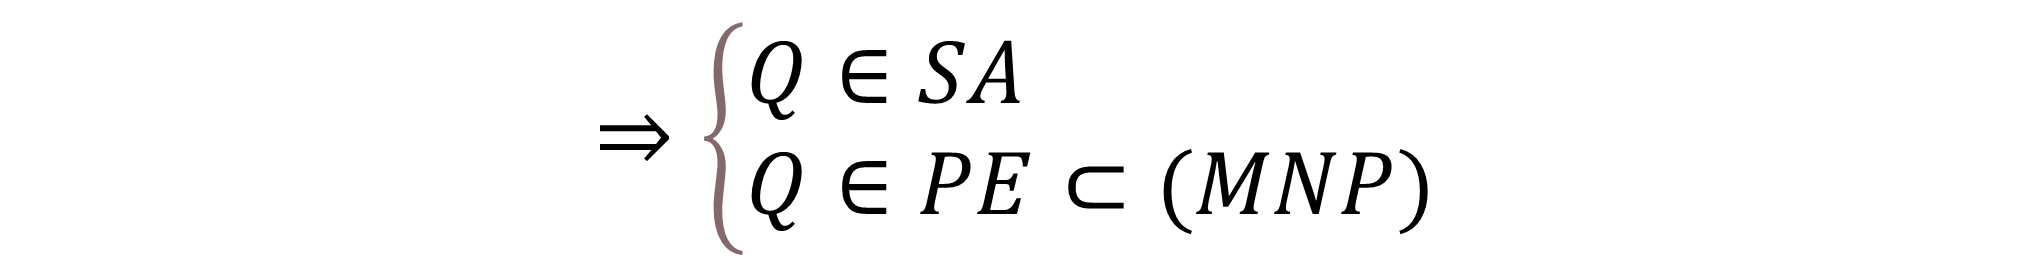 ⇒ { Q ∈ SA
Q ∈ PE ⊂ (MNP)